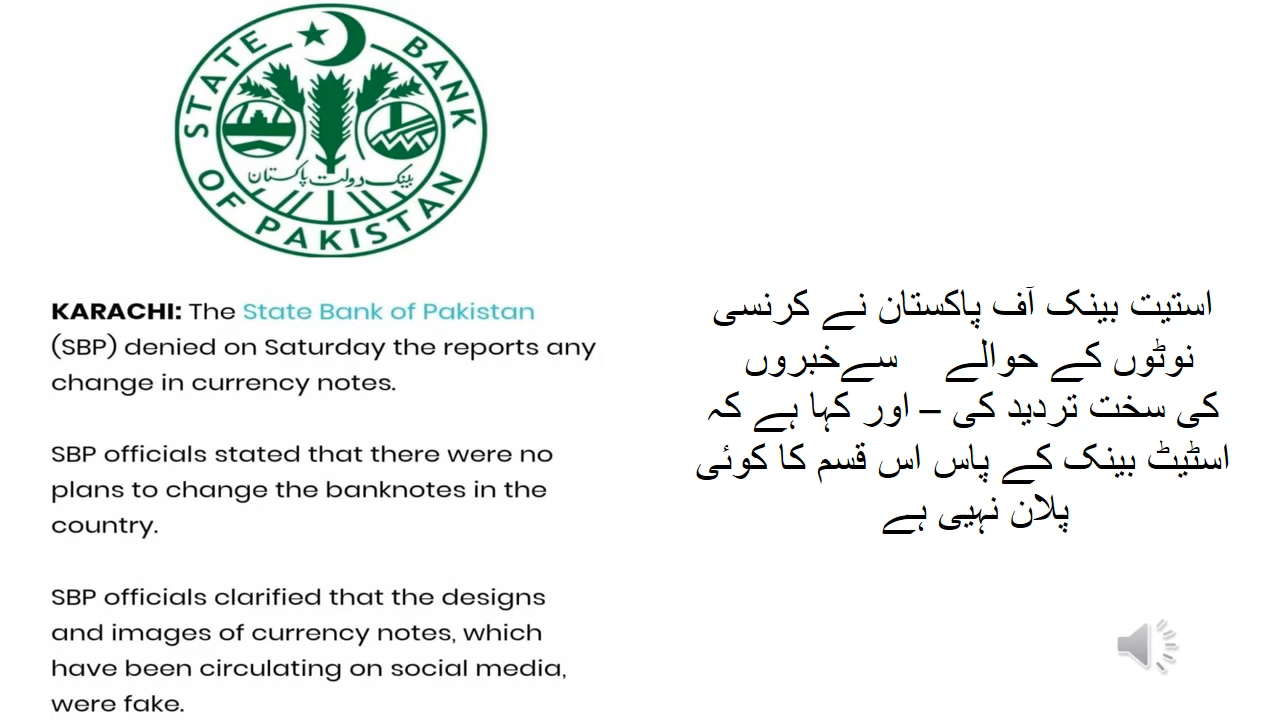 STATE BANK OF PAKISTAN
بینک دولت پاکستان
KARACHI: The State Bank of Pakistan
(SBP) denied on Saturday the reports any
change in currency notes.
SBP officials stated that there were no
plans to change the banknotes in the
country.
SBP officials clarified that the designs
and images of currency notes, which
have been circulating on social media,
were fake.
استیت بینک آف پاکستان نے کرنسی
نوٹوں کے حوالے سےخبروں
کی سخت تردید کی – اور کہا ہے کہ
اسٹیٹ بینک کے پاس اس قسم کا کوئی
پلان نہیی ہے